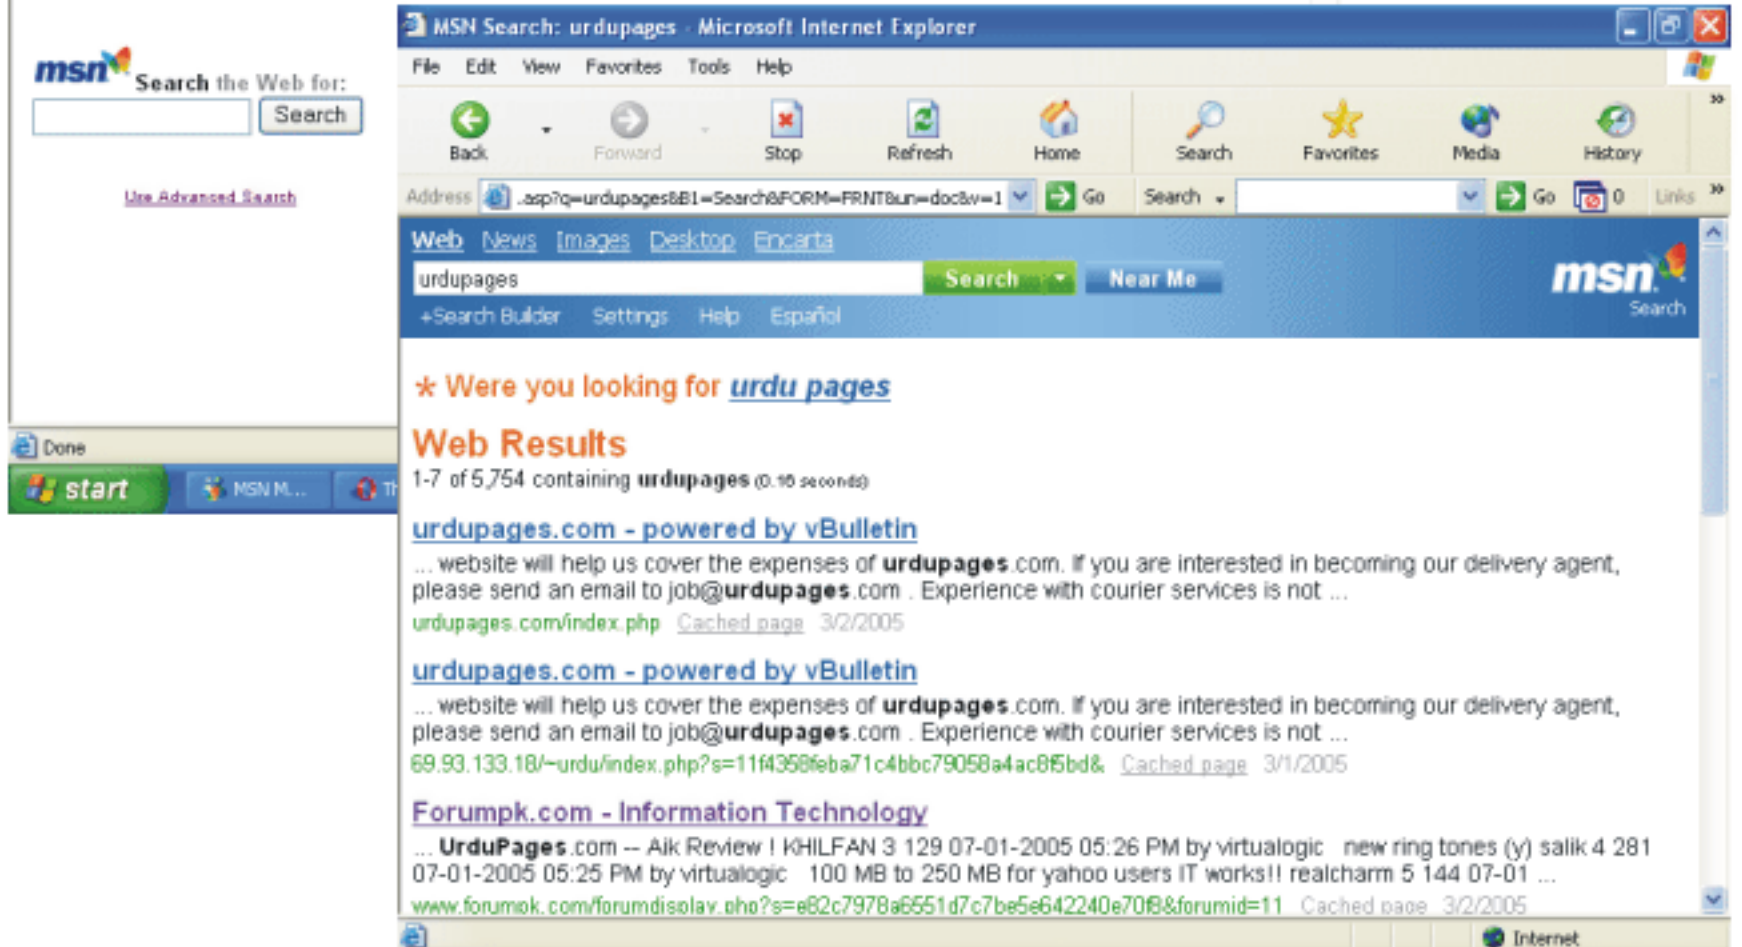 msn Search the Web for:
Search
Use Advanced Search
Done
start MSN M...
MSN Search: urdupages - Microsoft Internet Explorer
File Edit View Favorites Tools Help
Back Forward Stop Refresh Home Search Favorites Media History
Address .asp?q=urdupages&B1=Search&FORM=FRNT&un=doc&v=1 Go Search Go 0 Links
Web News Images Desktop Encarta
urdupages Search Near Me
msn
Search
+Search Builder Settings Help Español
* Were you looking for urdu pages
Web Results
1-7 of 5,754 containing urdupages (0.16 seconds)
urdupages.com - powered by vBulletin
... website will help us cover the expenses of urdupages.com. If you are interested in becoming our delivery agent,
please send an email to job@urdupages.com . Experience with courier services is not ...
urdupages.com/index.php Cached page 3/2/2005
urdupages.com - powered by vBulletin
... website will help us cover the expenses of urdupages.com. If you are interested in becoming our delivery agent,
please send an email to job@urdupages.com . Experience with courier services is not ...
69.93.133.18/~urdu/index.php?s=11f4358feba71c4bbc79058a4ac8f5bd& Cached page 3/1/2005
Forumpk.com - Information Technology
... UrduPages.com -- Aik Review ! KHILFAN 3 129 07-01-2005 05:26 PM by virtualogic new ring tones (y) salik 4 281
07-01-2005 05:25 PM by virtualogic 100 MB to 250 MB for yahoo users IT works!! realcharm 5 144 07-01 ...
www.forumpk.com/forumdisplay.php?s=e82c7978a6551d7c7be5e642240e70f8&forumid=11 Cached page 3/2/2005
Internet